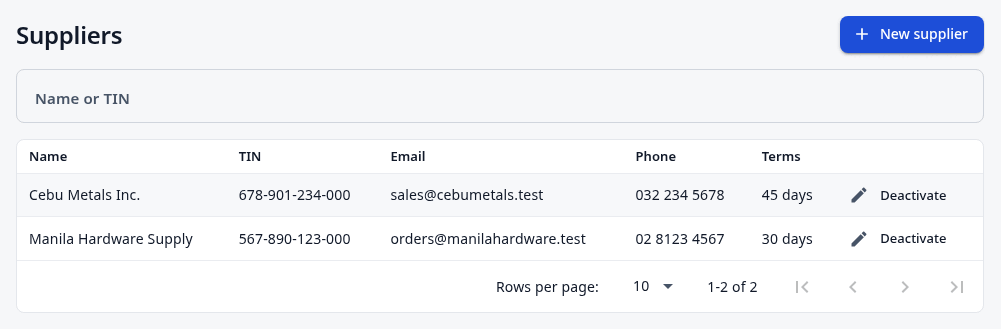 Suppliers
New supplier
Name or TIN
Name TIN Email Phone Terms
Cebu Metals Inc. 678-901-234-000 sales@cebumetals.test 032 234 5678 45 days Deactivate
Manila Hardware Supply 567-890-123-000 orders@manilahardware.test 02 8123 4567 30 days Deactivate
Rows per page: 10 1-2 of 2